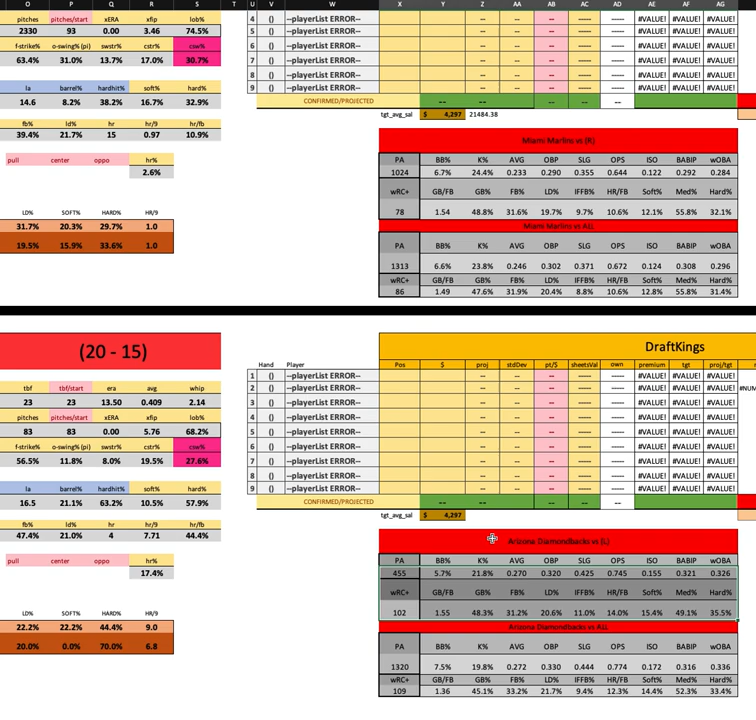 O P Q R S T U V W X Y Z AA AB AC AD AE AF AG
pitches pitches/start xERA xfip lob%
2330 93 0.00 3.46 74.5%
f-strike% o-swing% (pi) swstr% cstr% csw%
63.4% 31.0% 13.7% 17.0% 30.7%
la barrel% hardhit% soft% hard%
14.6 8.2% 38.2% 16.7% 32.9%
fb% ld% hr hr/9 hr/fb
39.4% 21.7% 15 0.97 10.9%
pull center oppo hr%
2.6%
LD% SOFT% HARD% HR/9
31.7% 20.3% 29.7% 1.0
19.5% 15.9% 33.6% 1.0
4 () --playerList ERROR-- -- -- -- ----- ----- #VALUE! #VALUE! #VALUE!
5 () --playerList ERROR-- -- -- -- ----- ----- #VALUE! #VALUE! #VALUE!
6 () --playerList ERROR-- -- -- -- ----- ----- #VALUE! #VALUE! #VALUE!
7 () --playerList ERROR-- -- -- -- ----- ----- #VALUE! #VALUE! #VALUE!
8 () --playerList ERROR-- -- -- -- ----- ----- #VALUE! #VALUE! #VALUE!
9 () --playerList ERROR-- -- -- -- ----- ----- #VALUE! #VALUE! #VALUE!
CONFIRMED/PROJECTED -- -- -- -- --
tgt_avg_sal $ 4,297 21484.38
Miami Marlins vs (R)
PA BB% K% AVG OBP SLG OPS ISO BABIP wOBA
1024 6.7% 24.4% 0.233 0.290 0.355 0.644 0.122 0.292 0.284
wRC+ GB/FB GB% FB% LD% IFFB% HR/FB Soft% Med% Hard%
78 1.54 48.8% 31.6% 19.7% 9.7% 10.6% 12.1% 55.8% 32.1%
Miami Marlins vs ALL
PA BB% K% AVG OBP SLG OPS ISO BABIP wOBA
1313 6.6% 23.8% 0.246 0.302 0.371 0.672 0.124 0.308 0.296
wRC+ GB/FB GB% FB% LD% IFFB% HR/FB Soft% Med% Hard%
86 1.49 47.6% 31.9% 20.4% 8.8% 10.6% 12.8% 55.8% 31.4%
(20 - 15)
tbf tbf/start era avg whip
23 23 13.50 0.409 2.14
pitches pitches/start xERA xfip lob%
83 83 0.00 5.76 68.2%
f-strike% o-swing% (pi) swstr% cstr% csw%
56.5% 11.8% 8.0% 19.5% 27.6%
la barrel% hardhit% soft% hard%
16.5 21.1% 63.2% 10.5% 57.9%
fb% ld% hr hr/9 hr/fb
47.4% 21.0% 4 7.71 44.4%
pull center oppo hr%
17.4%
LD% SOFT% HARD% HR/9
22.2% 22.2% 44.4% 9.0
20.0% 0.0% 70.0% 6.8
DraftKings
Hand Player Pos $ proj stdDev pt/$ sheetsVal own premium tgt proj/tgt
1 () --playerList ERROR-- -- -- -- ----- ----- #VALUE! #VALUE! #VALUE!
2 () --playerList ERROR-- -- -- -- ----- ----- #VALUE! #VALUE! #VALUE! #NUM
3 () --playerList ERROR-- -- -- -- ----- ----- #VALUE! #VALUE! #VALUE!
4 () --playerList ERROR-- -- -- -- ----- ----- #VALUE! #VALUE! #VALUE!
5 () --playerList ERROR-- -- -- -- ----- ----- #VALUE! #VALUE! #VALUE!
6 () --playerList ERROR-- -- -- -- ----- ----- #VALUE! #VALUE! #VALUE!
7 () --playerList ERROR-- -- -- -- ----- ----- #VALUE! #VALUE! #VALUE!
8 () --playerList ERROR-- -- -- -- ----- ----- #VALUE! #VALUE! #VALUE!
9 () --playerList ERROR-- -- -- -- ----- ----- #VALUE! #VALUE! #VALUE!
CONFIRMED/PROJECTED -- -- -- -- --
tgt_avg_sal $ 4,297
Arizona Diamondbacks vs (L)
PA BB% K% AVG OBP SLG OPS ISO BABIP wOBA
455 5.7% 21.8% 0.270 0.320 0.425 0.745 0.155 0.321 0.326
wRC+ GB/FB GB% FB% LD% IFFB% HR/FB Soft% Med% Hard%
102 1.55 48.3% 31.2% 20.6% 11.0% 14.0% 15.4% 49.1% 35.5%
Arizona Diamondbacks vs ALL
PA BB% K% AVG OBP SLG OPS ISO BABIP wOBA
1320 7.5% 19.8% 0.272 0.330 0.444 0.774 0.172 0.316 0.336
wRC+ GB/FB GB% FB% LD% IFFB% HR/FB Soft% Med% Hard%
109 1.36 45.1% 33.2% 21.7% 9.4% 12.3% 14.4% 52.3% 33.4%